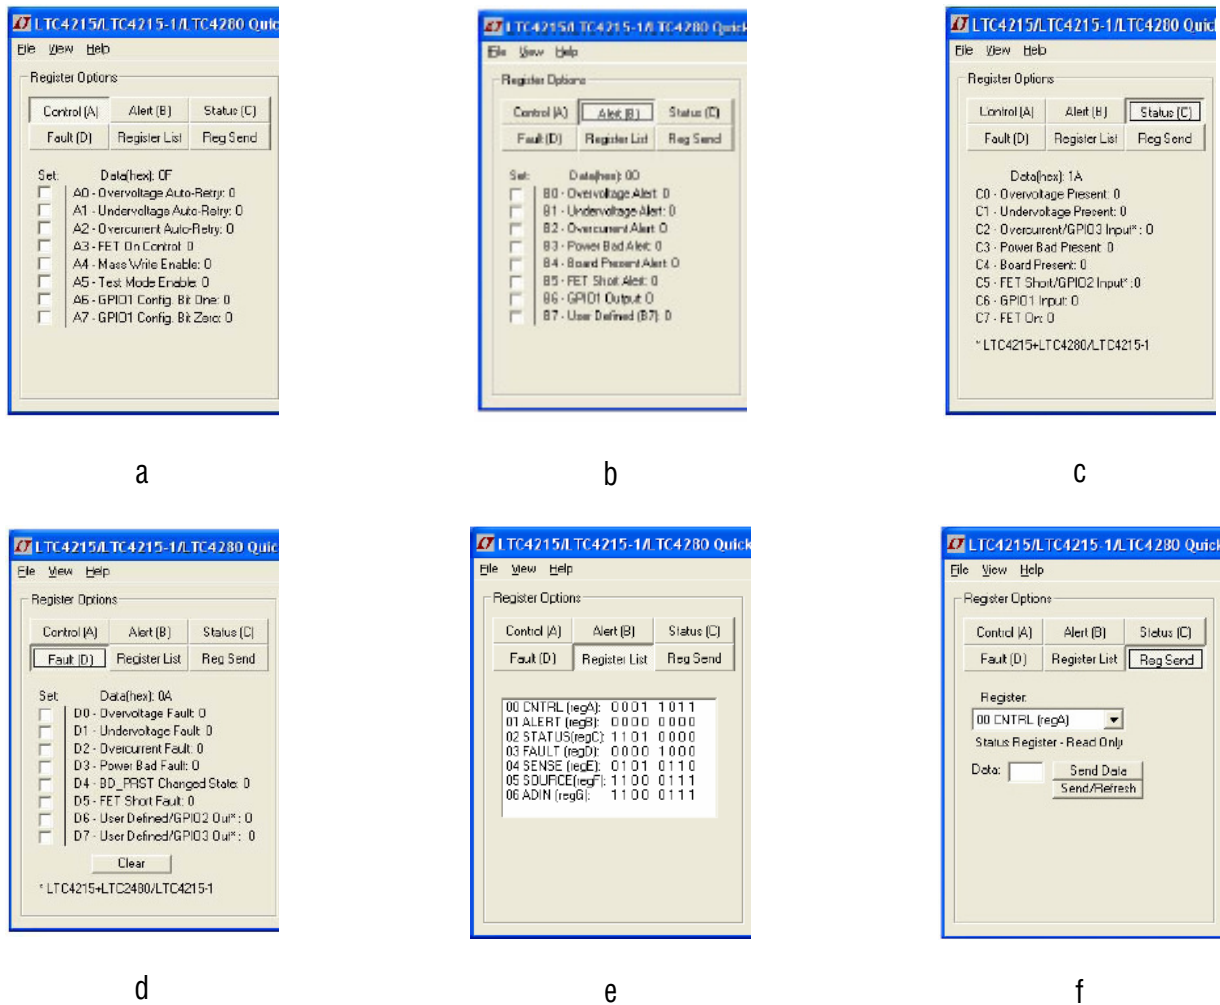 LTC4215/LTC4215-1/LTC4280 Quic
File View Help
Register Options
Control (A) Alert (B) Status (C)
Fault (D) Register List Reg Send
Set: Data(hex): 0F
A0 - Overvoltage Auto-Retry: 0
A1 - Undervoltage Auto-Retry: 0
A2 - Overcurrent Auto-Retry: 0
A3 - FET On Control: 0
A4 - Mass Write Enable: 0
A5 - Test Mode Enable: 0
A6 - GPIO1 Config. Bit One: 0
A7 - GPIO1 Config. Bit Zero: 0
a
LTC4215/LTC4215-1/LTC4280 Quick
File View Help
Register Options
Control (A) Alert (B) Status (C)
Fault (D) Register List Reg Send
Set: Data(hex): 00
B0 - Overvoltage Alert: 0
B1 - Undervoltage Alert: 0
B2 - Overcurrent Alert: 0
B3 - Power Bad Alert: 0
B4 - Board Present Alert: 0
B5 - FET Short Alert: 0
B6 - GPIO1 Output: 0
B7 - User Defined (B7): 0
b
LTC4215/LTC4215-1/LTC4280 Quic
File View Help
Register Options
Control (A) Alert (B) Status (C)
Fault (D) Register List Reg Send
Data(hex): 1A
C0 - Overvoltage Present: 0
C1 - Undervoltage Present: 0
C2 - Overcurrent/GPIO3 Input* : 0
C3 - Power Bad Present: 0
C4 - Board Present: 0
C5 - FET Short/GPIO2 Input* :0
C6 - GPIO1 Input: 0
C7 - FET On: 0
* LTC4215+LTC4280/LTC4215-1
c
LTC4215/LTC4215-1/LTC4280 Quic
File View Help
Register Options
Control (A) Alert (B) Status (C)
Fault (D) Register List Reg Send
Set: Data(hex): 0A
D0 - Overvoltage Fault: 0
D1 - Undervoltage Fault: 0
D2 - Overcurrent Fault: 0
D3 - Power Bad Fault: 0
D4 - BD_PRST Changed State: 0
D5 - FET Short Fault: 0
D6 - User Defined/GPIO2 Out* : 0
D7 - User Defined/GPIO3 Out* : 0
Clear
* LTC4215+LTC2480/LTC4215-1
d
LTC4215/LTC4215-1/LTC4280 Quick
File View Help
Register Options
Control (A) Alert (B) Status (C)
Fault (D) Register List Reg Send
00 CNTRL (regA): 0001 1011
01 ALERT (regB): 0000 0000
02 STATUS(regC): 1101 0000
03 FAULT (regD): 0000 1000
04 SENSE (regE): 0101 0110
05 SOURCE(regF): 1100 0111
06 ADIN (regG): 1100 0111
e
LTC4215/LTC4215-1/LTC4280 Quick
File View Help
Register Options
Control (A) Alert (B) Status (C)
Fault (D) Register List Reg Send
Register:
00 CNTRL (regA)
Status Register - Read Only
Data: Send Data
Send/Refresh
f